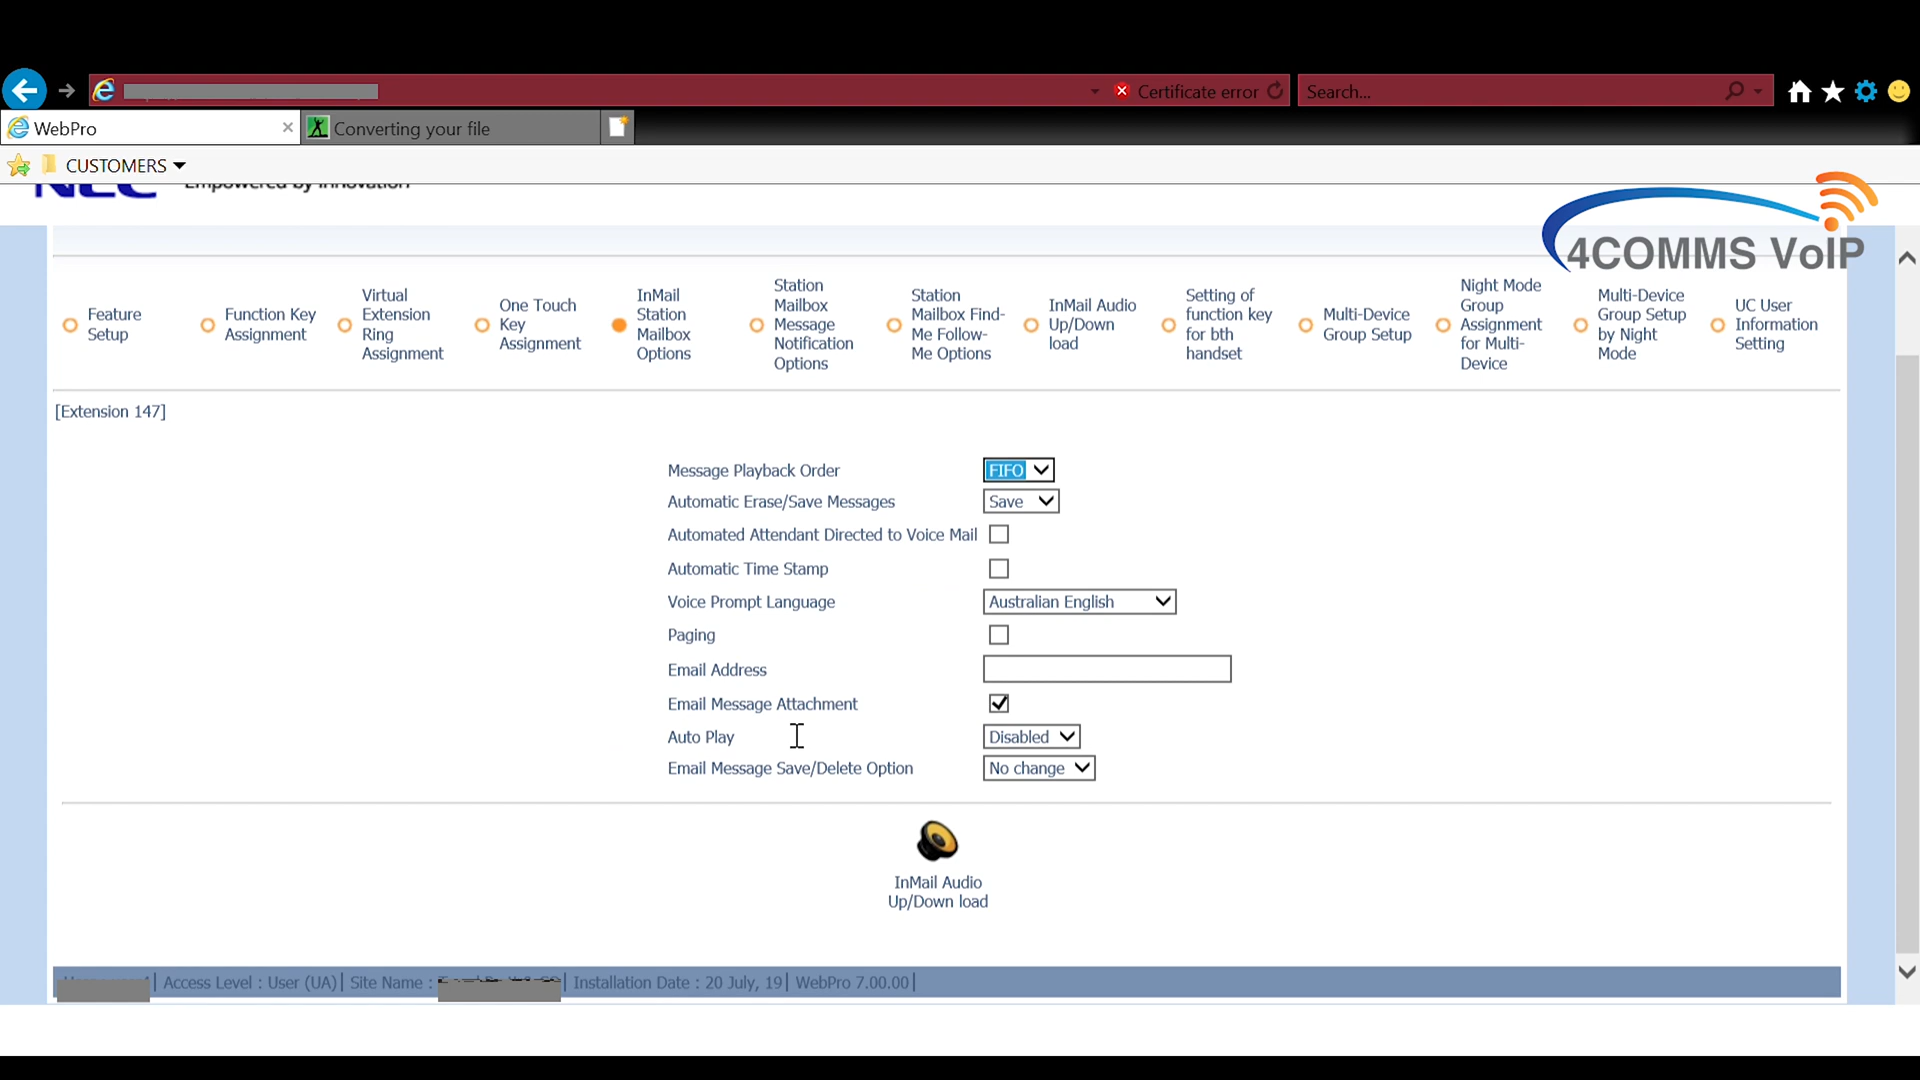 Certificate error
Search...
WebPro
Converting your file
CUSTOMERS
NEC
Empowered by Innovation
4COMMS VoIP
Feature
Setup
Function Key
Assignment
Virtual
Extension
Ring
Assignment
One Touch
Key
Assignment
InMail
Station
Mailbox
Options
Station
Mailbox
Message
Notification
Options
Station
Mailbox Find-
Me Follow-
Me Options
InMail Audio
Up/Down
load
Setting of
function key
for bth
handset
Multi-Device
Group Setup
Night Mode
Group
Assignment
for Multi-
Device
Multi-Device
Group Setup
by Night
Mode
UC User
Information
Setting
[Extension 147]
Message Playback Order FIFO
Automatic Erase/Save Messages Save
Automated Attendant Directed to Voice Mail
Automatic Time Stamp
Voice Prompt Language Australian English
Paging
Email Address
Email Message Attachment
Auto Play Disabled
Email Message Save/Delete Option No change
InMail Audio
Up/Down load
Access Level : User (UA)| Site Name : | Installation Date : 20 July, 19| WebPro 7.00.00|